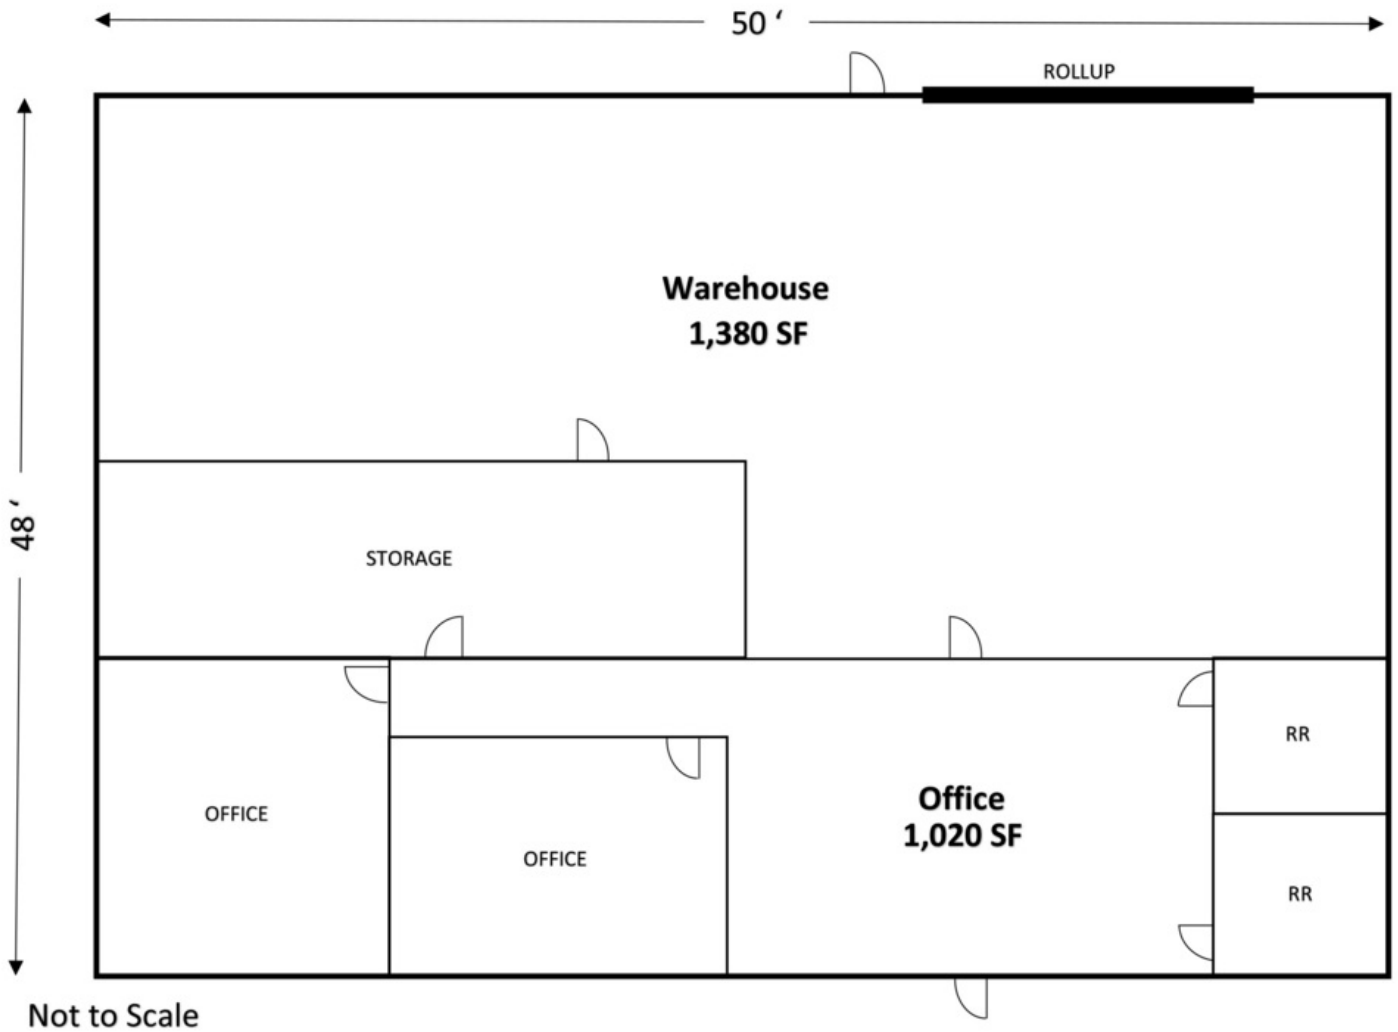 50 ‘
ROLLUP
Warehouse
1,380 SF
48 ‘
STORAGE
RR
OFFICE
Office
1,020 SF
OFFICE
RR
Not to Scale